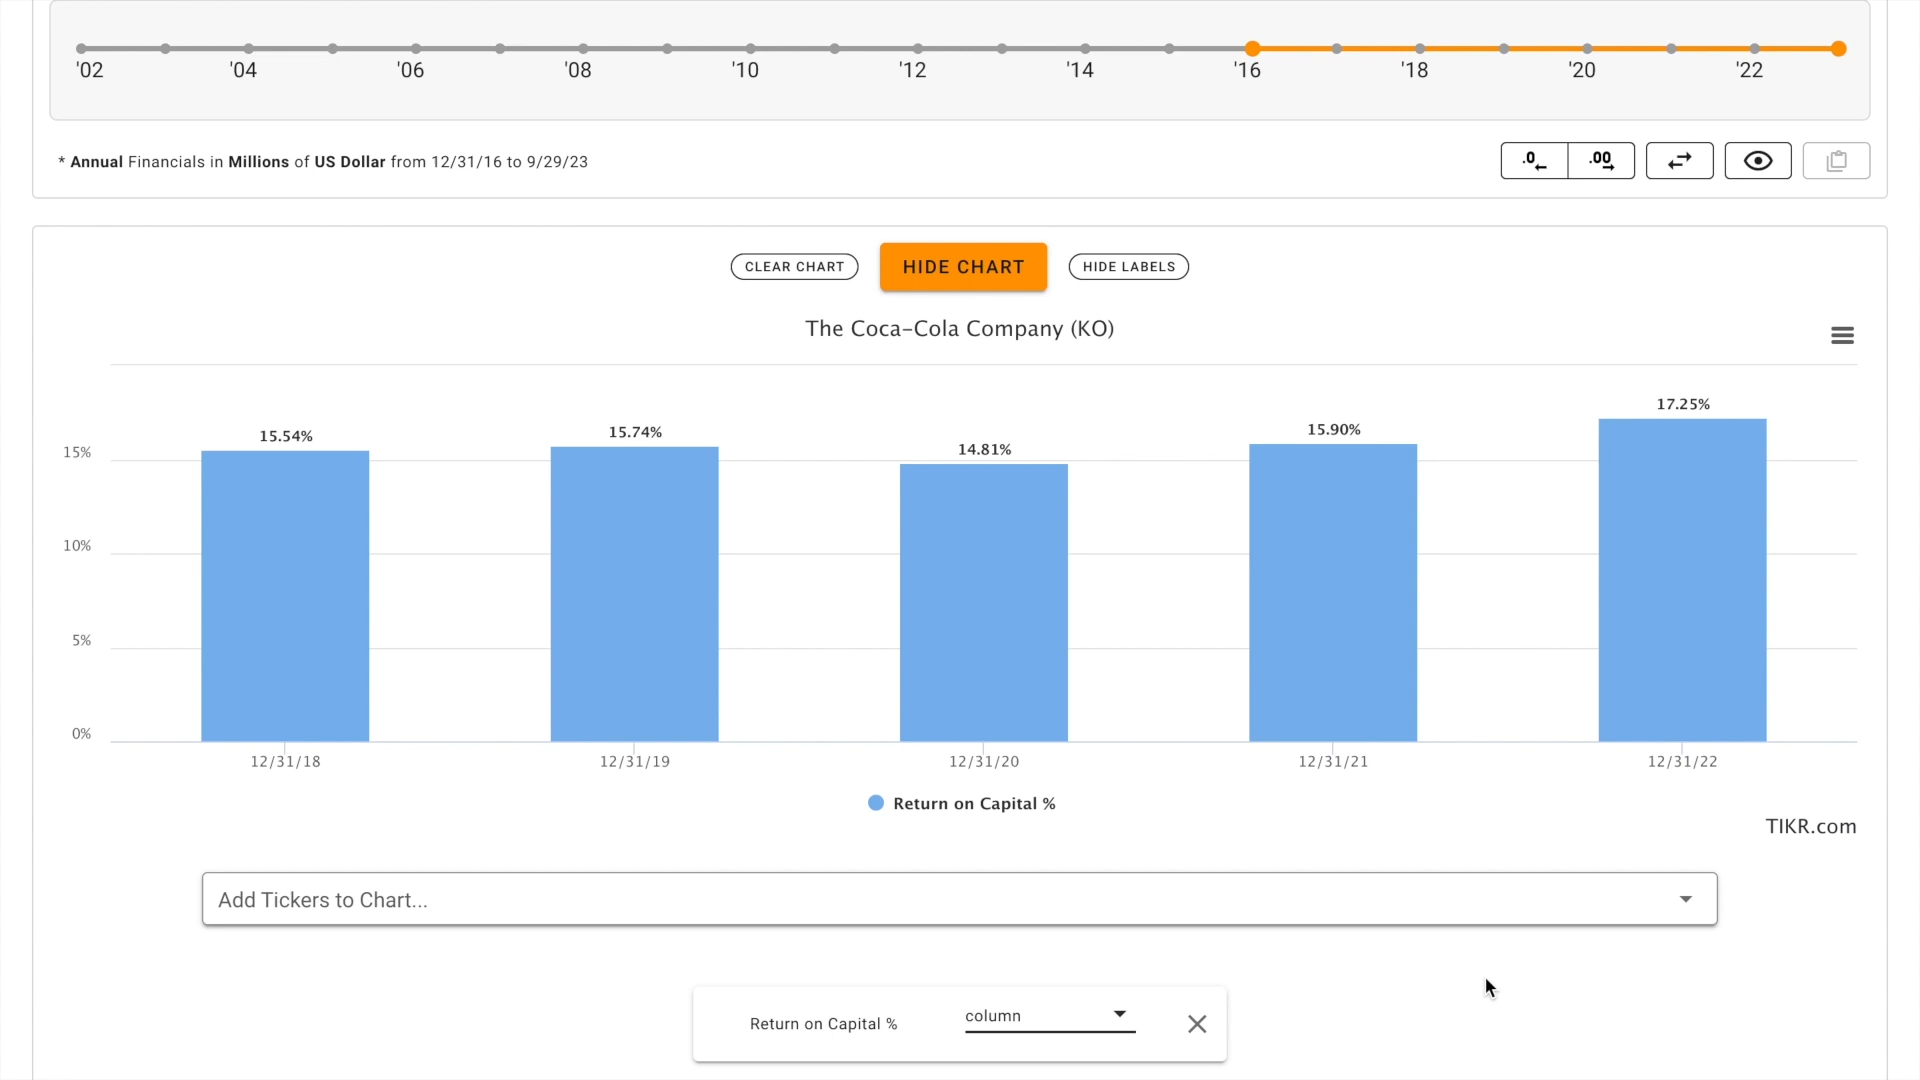 '02 '04 '06 '08 '10 '12 '14 '16 '18 '20 '22
* Annual Financials in Millions of US Dollar from 12/31/16 to 9/29/23
.0 .00
CLEAR CHART HIDE CHART HIDE LABELS
The Coca-Cola Company (KO)
17.25%
15.54% 15.74% 14.81% 15.90%
15%
10%
5%
0%
12/31/18 12/31/19 12/31/20 12/31/21 12/31/22
Return on Capital %
TIKR.com
Add Tickers to Chart...
Return on Capital % column